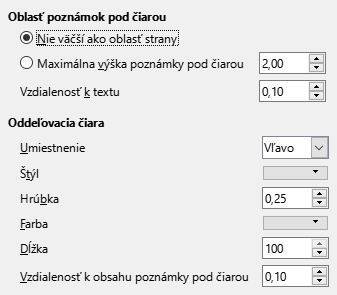 Oblasť poznámok pod čiarou
Nie väčší ako oblasť strany
Maximálna výška poznámky pod čiarou 2,00
Vzdialenosť k textu 0,10
Oddeľovacia čiara
Umiestnenie Vľavo
Štýl
Hrúbka 0,25
Farba
Dĺžka 100
Vzdialenosť k obsahu poznámky pod čiarou 0,10